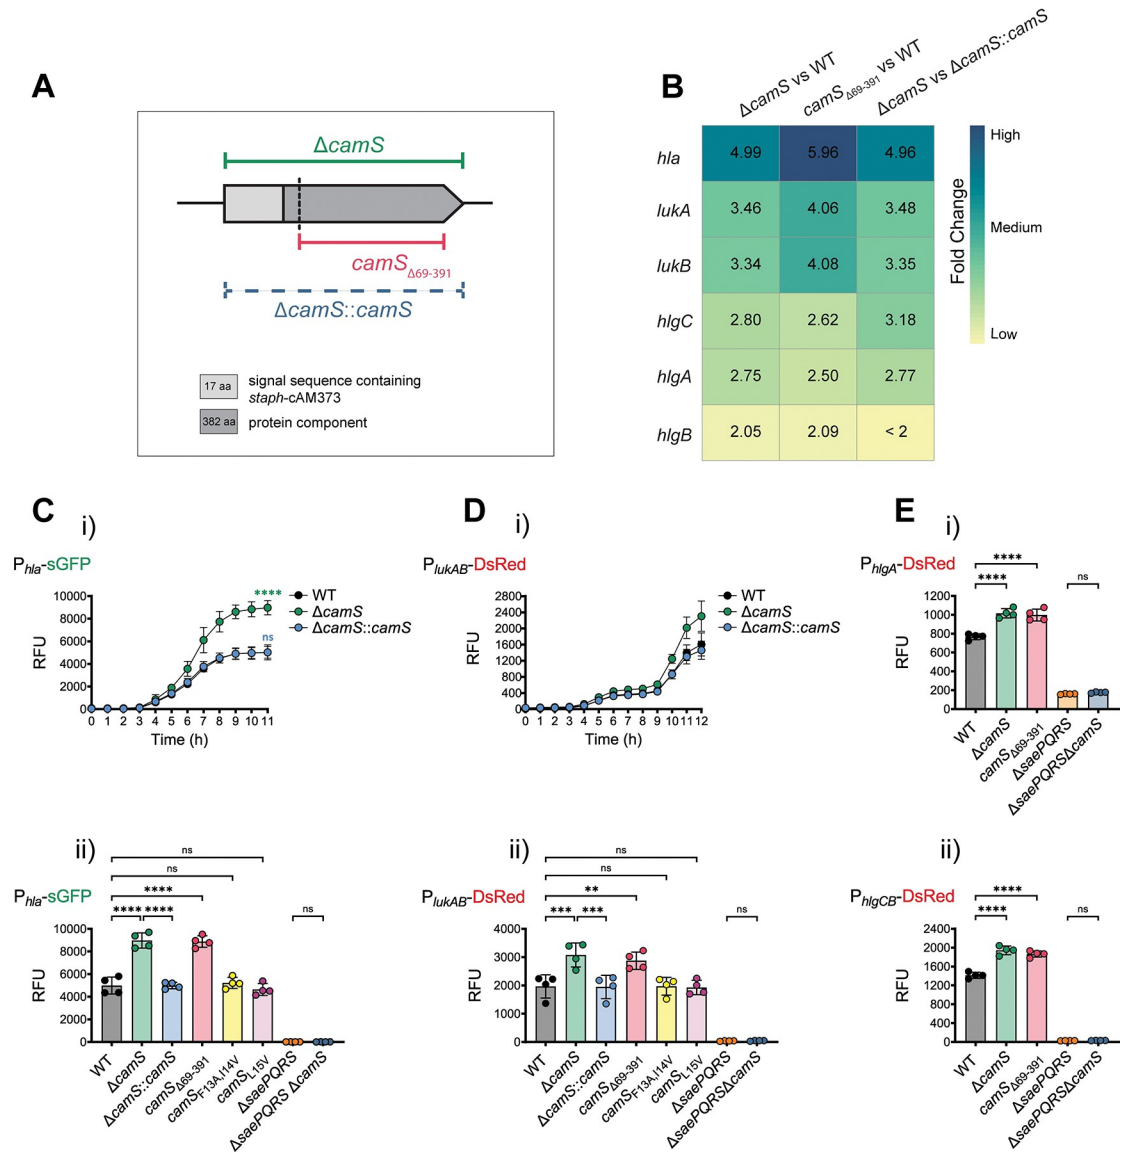 A
ΔcamS
camSΔ69-391
ΔcamS::camS
17 aa
signal sequence containing
staph-cAM373
382 aa
protein component
B
ΔcamS vs WT
camS Δ69-391 vs WT
ΔcamS vs ΔcamS::camS
hla 4.99 5.96 4.96
lukA 3.46 4.06 3.48
lukB 3.34 4.08 3.35
hlgC 2.80 2.62 3.18
hlgA 2.75 2.50 2.77
hlgB 2.05 2.09 < 2
High
Medium
Low
Fold Change
C
i)
Phla-sGFP
10000
8000
6000
4000
2000
0
RFU
0 1 2 3 4 5 6 7 8 9 10 11
Time (h)
****
ns
WT
ΔcamS
ΔcamS::camS
D
i)
PlukAB-DsRed
2800
2400
2000
1600
1200
800
400
0
RFU
0 1 2 3 4 5 6 7 8 9 10 11 12
Time (h)
WT
ΔcamS
ΔcamS::camS
E
i)
PhlgA-DsRed
****
****
ns
1200
1000
800
600
400
200
0
RFU
WT
ΔcamS
camSΔ69-391
ΔsaePQRS
ΔsaePQRSΔcamS
ii)
Phla-sGFP
ns
ns
****
**** ****
ns
10000
8000
6000
4000
2000
0
RFU
WT
ΔcamS
ΔcamS::camS
camSΔ69-391
camSF13A,I14V
camSL15V
ΔsaePQRS
ΔsaePQRS ΔcamS
ii)
PlukAB-DsRed
ns
ns
**
*** ***
ns
4000
3000
2000
1000
0
RFU
WT
ΔcamS
ΔcamS::camS
camSΔ69-391
camSF13A,I14V
camSL15V
ΔsaePQRS
ΔsaePQRSΔcamS
ii)
PhlgCB-DsRed
****
****
ns
2400
2000
1600
1200
800
400
0
RFU
WT
ΔcamS
camSΔ69-391
ΔsaePQRS
ΔsaePQRSΔcamS